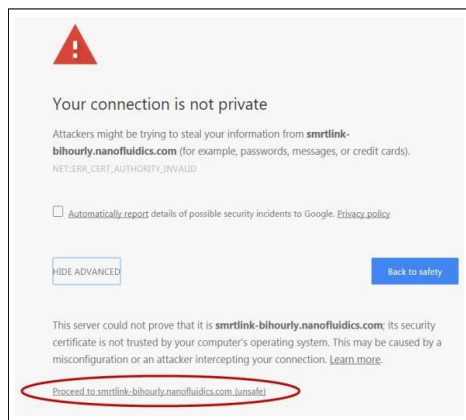 Your connection is not private
Attackers might be trying to steal your information from smrtlink-
bihourly.nanofluidics.com (for example, passwords, messages, or credit cards).
NET::ERR_CERT_AUTHORITY_INVALID
Automatically report details of possible security incidents to Google. Privacy policy
HIDE ADVANCED
Back to safety
This server could not prove that it is smrtlink-bihourly.nanofluidics.com; its security
certificate is not trusted by your computer's operating system. This may be caused by a
misconfiguration or an attacker intercepting your connection. Learn more.
Proceed to smrtlink-bihourly.nanofluidics.com (unsafe)